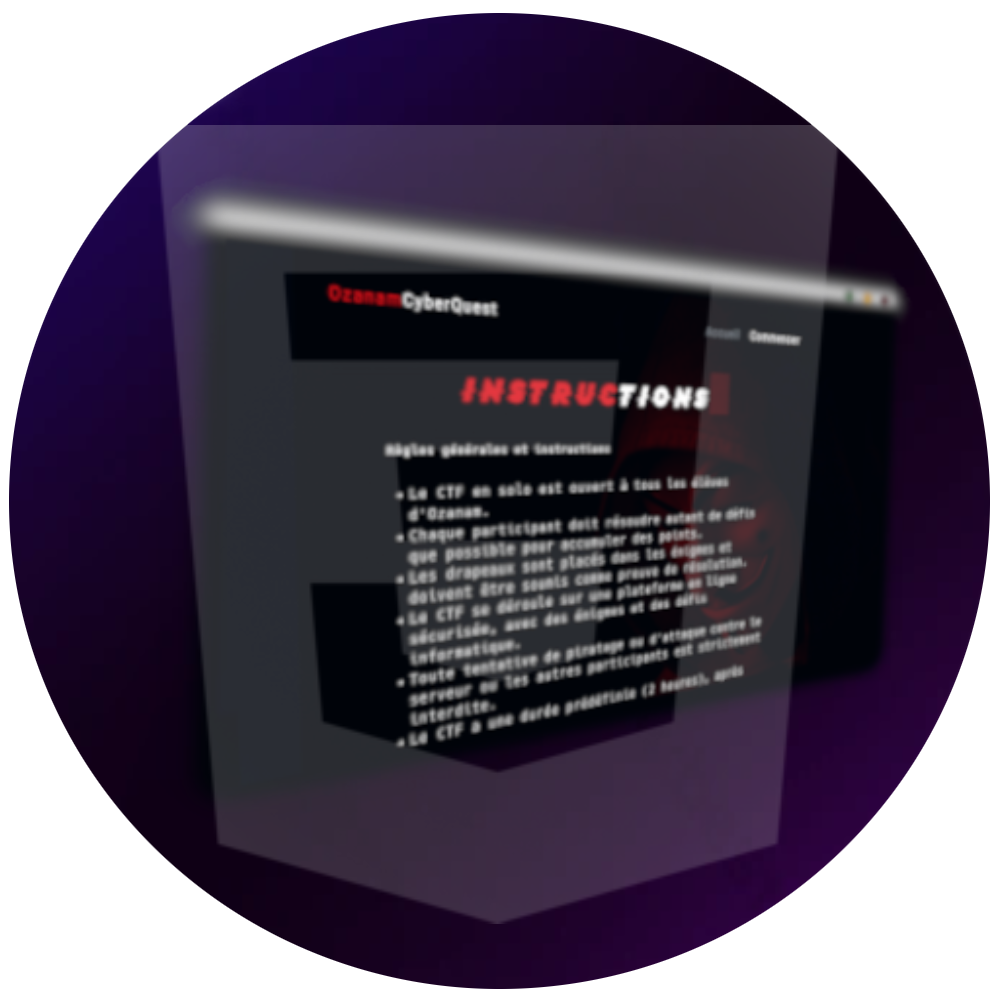 OzanamCyberQuest
Accueil Commencer
INSTRUCTIONS
Règles générales et instructions
• Le CTF en solo est ouvert à tous les élèves
d'Ozanam.
• Chaque participant doit résoudre autant de défis
que possible pour accumuler des points.
• Les drapeaux sont placés dans les énigmes et
doivent être soumis comme preuve de résolution.
• Le CTF se déroule sur une plateforme en ligne
sécurisée, avec des énigmes et des défis
informatique.
• Toute tentative de piratage ou d'attaque contre le
serveur ou les autres participants est strictement
interdite.
• Le CTF a une durée prédéfinie (2 heures), après